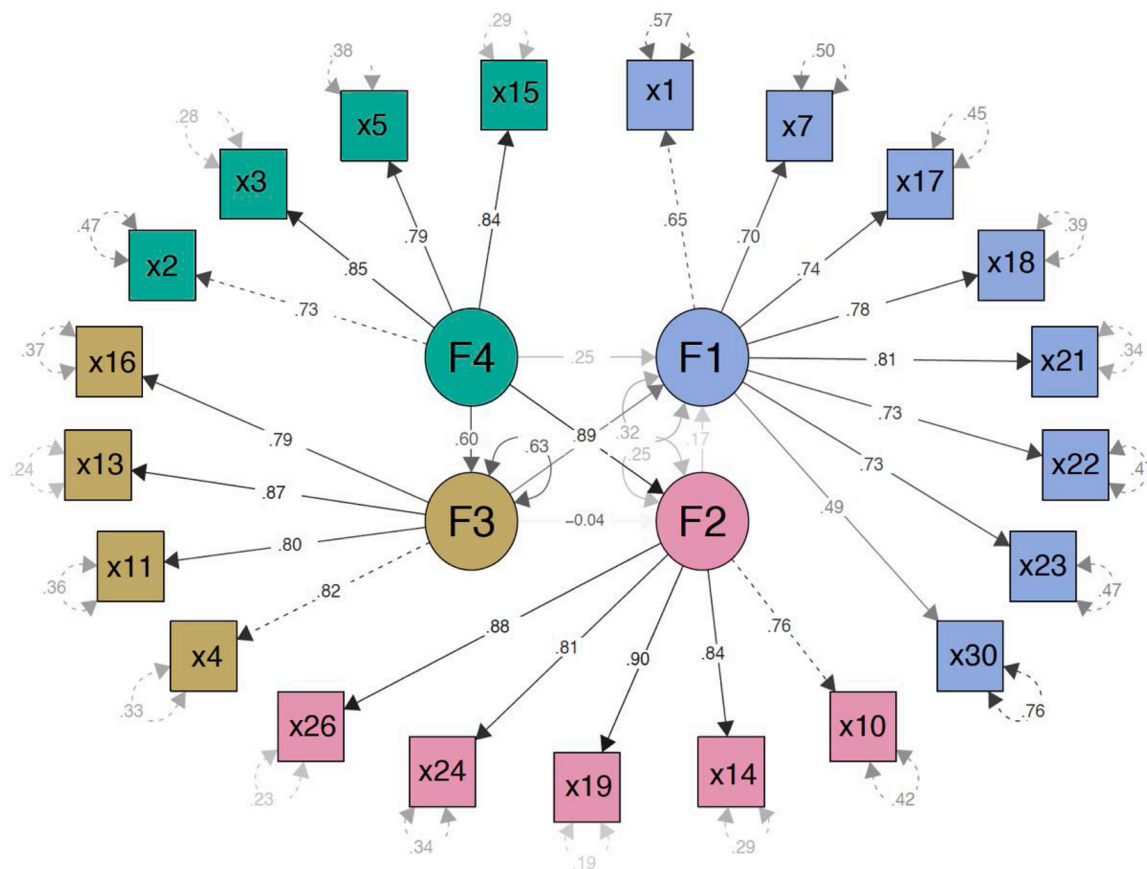 .29
.57
.38
.50
x15
x1
x5
x7
.28
.45
x3
x17
.47
.39
x2
x18
.84
.65
.79
.70
.85
.74
.73
.78
.37
x16
F4
.25
F1
.81
x21
.34
.79
.60
.63
.89
.32
.17
.73
.24
x13
.87
.25
.73
x22
.47
F3
-0.04
F2
.49
x11
.80
.36
x23
.47
.82
x4
.33
.88
.81
.90
.84
.76
x30
.76
x26
x10
.23
x24
x19
x14
.42
.34
.29
.19